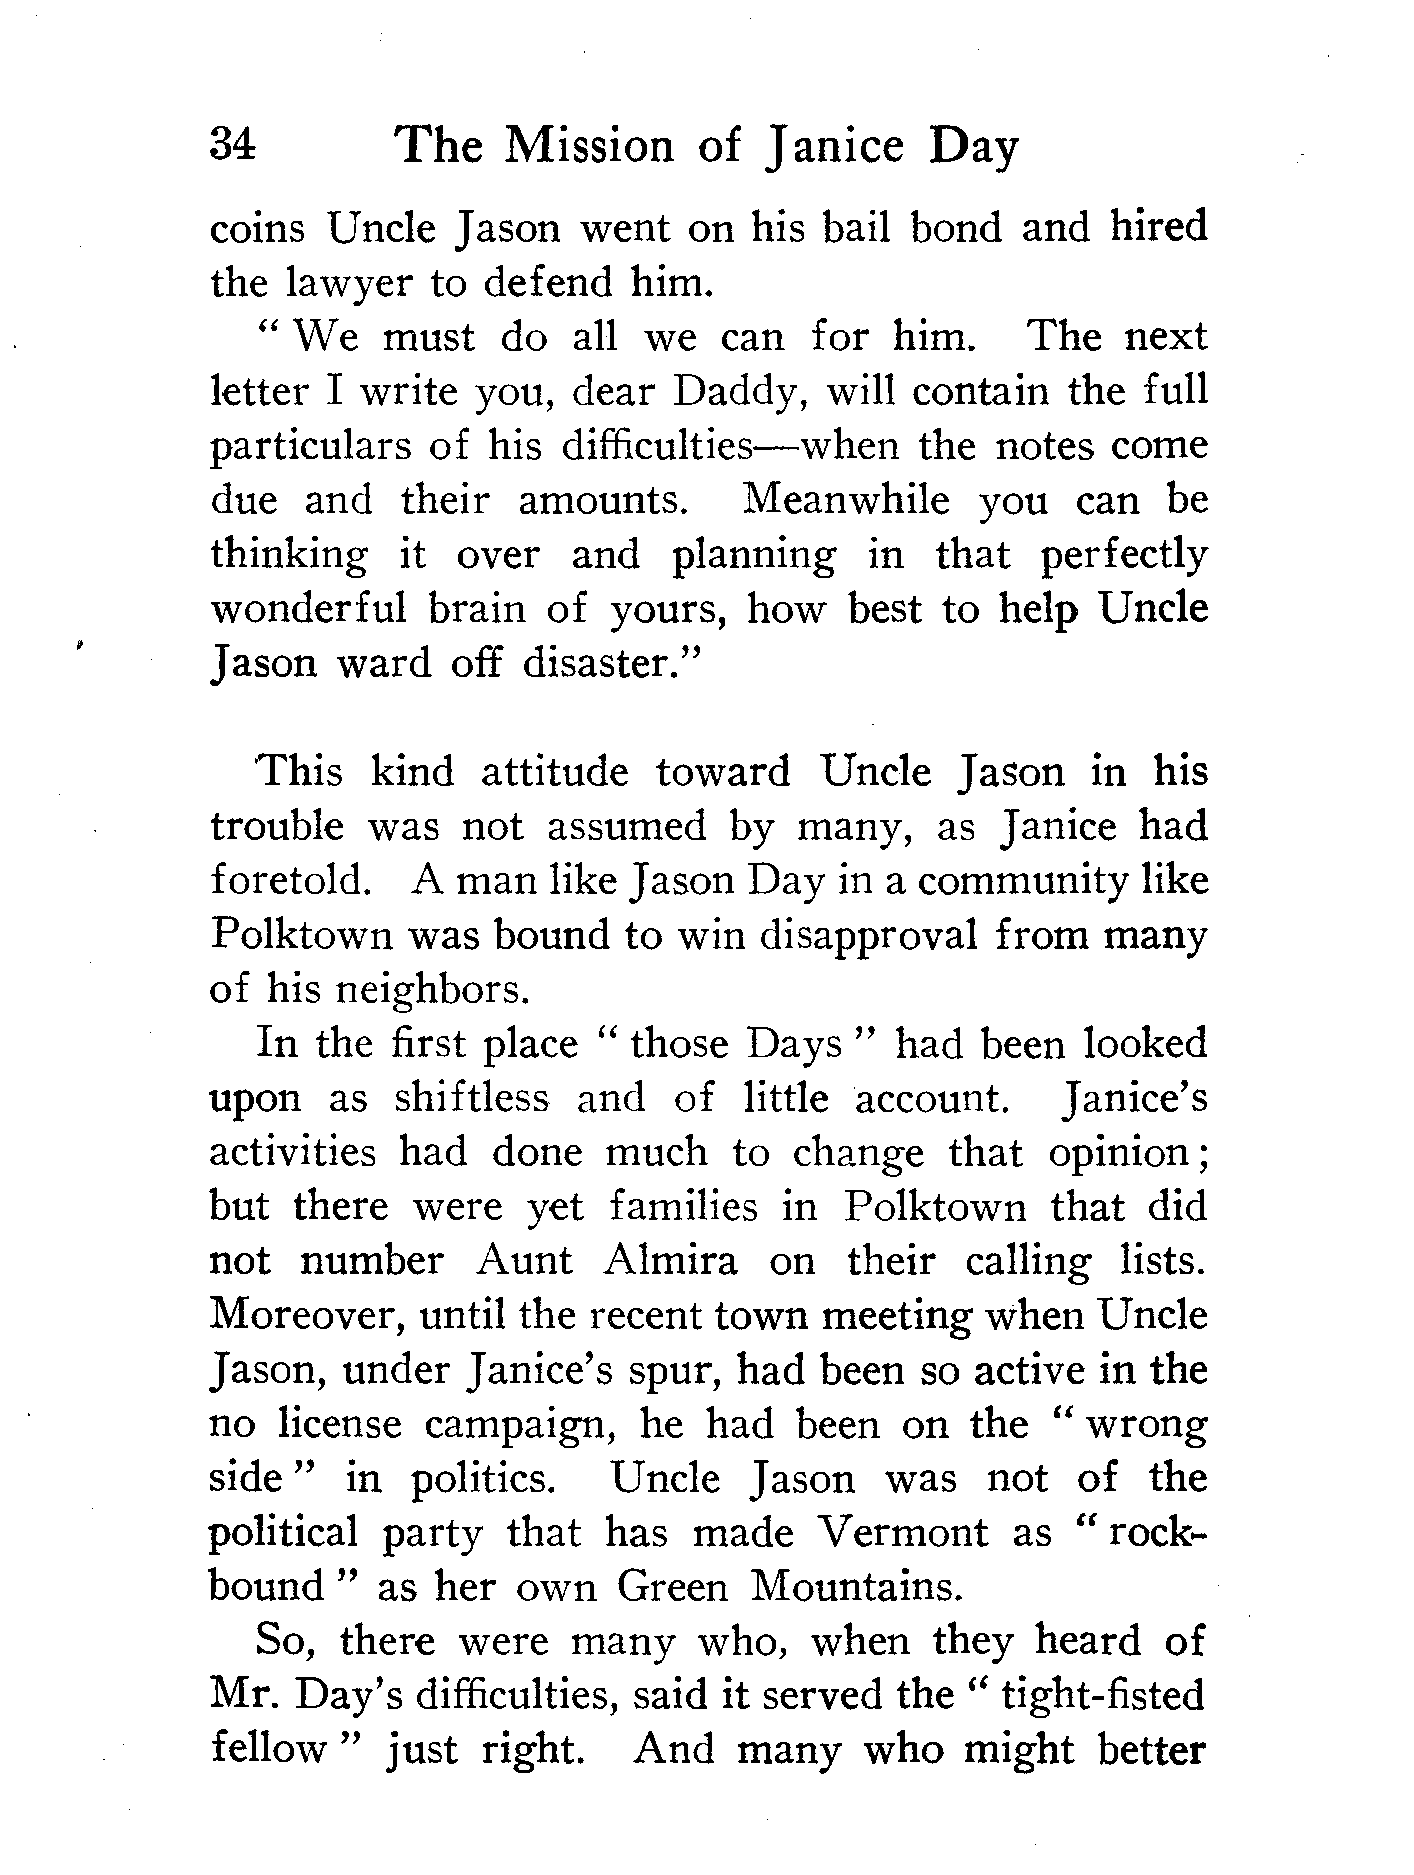 34 The Mission of Janice Day
coins Uncle Jason went on his bail bond and hired
the lawyer to defend him.
“ We must do all we can for him. The next
letter I write you, dear Daddy, will contain the full
particulars of his difficulties—when the notes come
due and their amounts. Meanwhile you can be
thinking it over and planning in that perfectly
wonderful brain of yours, how best to help Uncle
Jason ward off disaster.”
This kind attitude toward Uncle Jason in his
trouble was not assumed by many, as Janice had
foretold. A man like Jason Day in a community like
Polktown was bound to win disapproval from many
of his neighbors.
In the first place “ those Days ” had been looked
upon as shiftless and of little account. Janice’s
activities had done much to change that opinion;
but there were yet families in Polktown that did
not number Aunt Almira on their calling lists.
Moreover, until the recent town meeting when Uncle
Jason, under Janice’s spur, had been so active in the
no license campaign, he had been on the “ wrong
side ” in politics. Uncle Jason was not of the
political party that has made Vermont as “ rock-
bound ” as her own Green Mountains.
So, there were many who, when they heard of
Mr. Day’s difficulties, said it served the “ tight-fisted
fellow ” just right. And many who might better